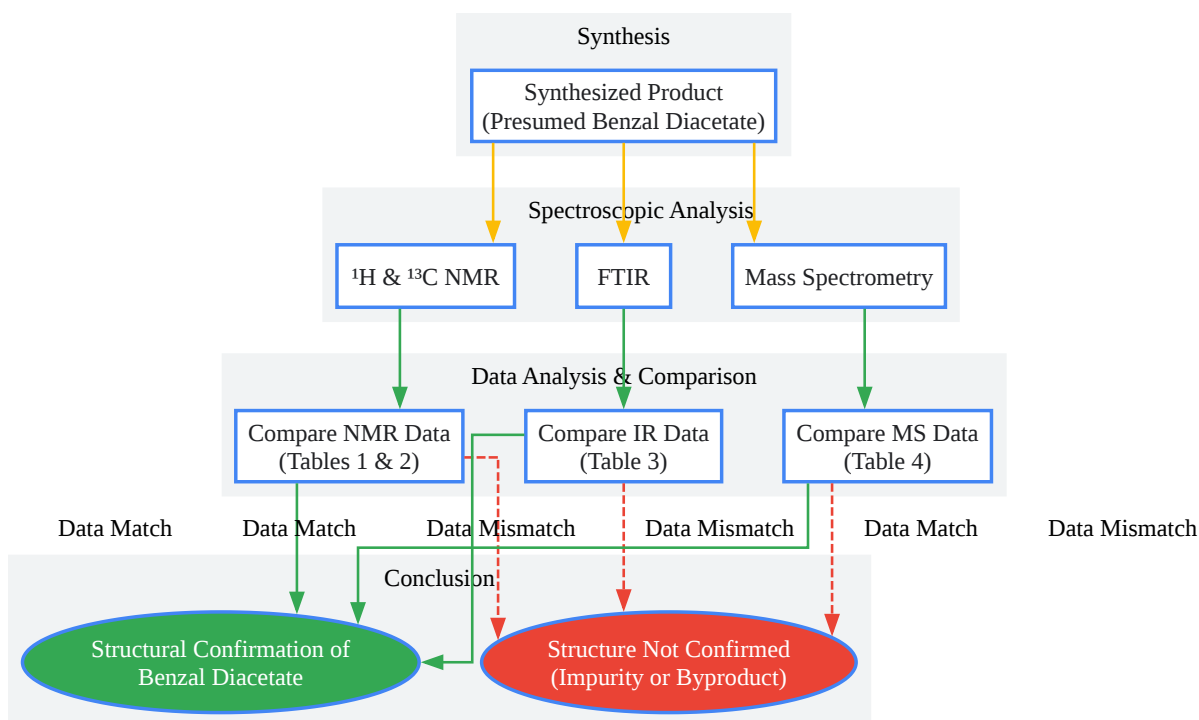 Synthesis
Synthesized Product
(Presumed Benzal Diacetate)
Spectroscopic Analysis
¹H & ¹³C NMR
FTIR
Mass Spectrometry
Data Analysis & Comparison
Compare NMR Data
(Tables 1 & 2)
Compare IR Data
(Table 3)
Compare MS Data
(Table 4)
Data Match
Data Match
Data Mismatch
Data Mismatch
Data Match
Data Mismatch
Conclusion
Structural Confirmation of
Benzal Diacetate
Structure Not Confirmed
(Impurity or Byproduct)